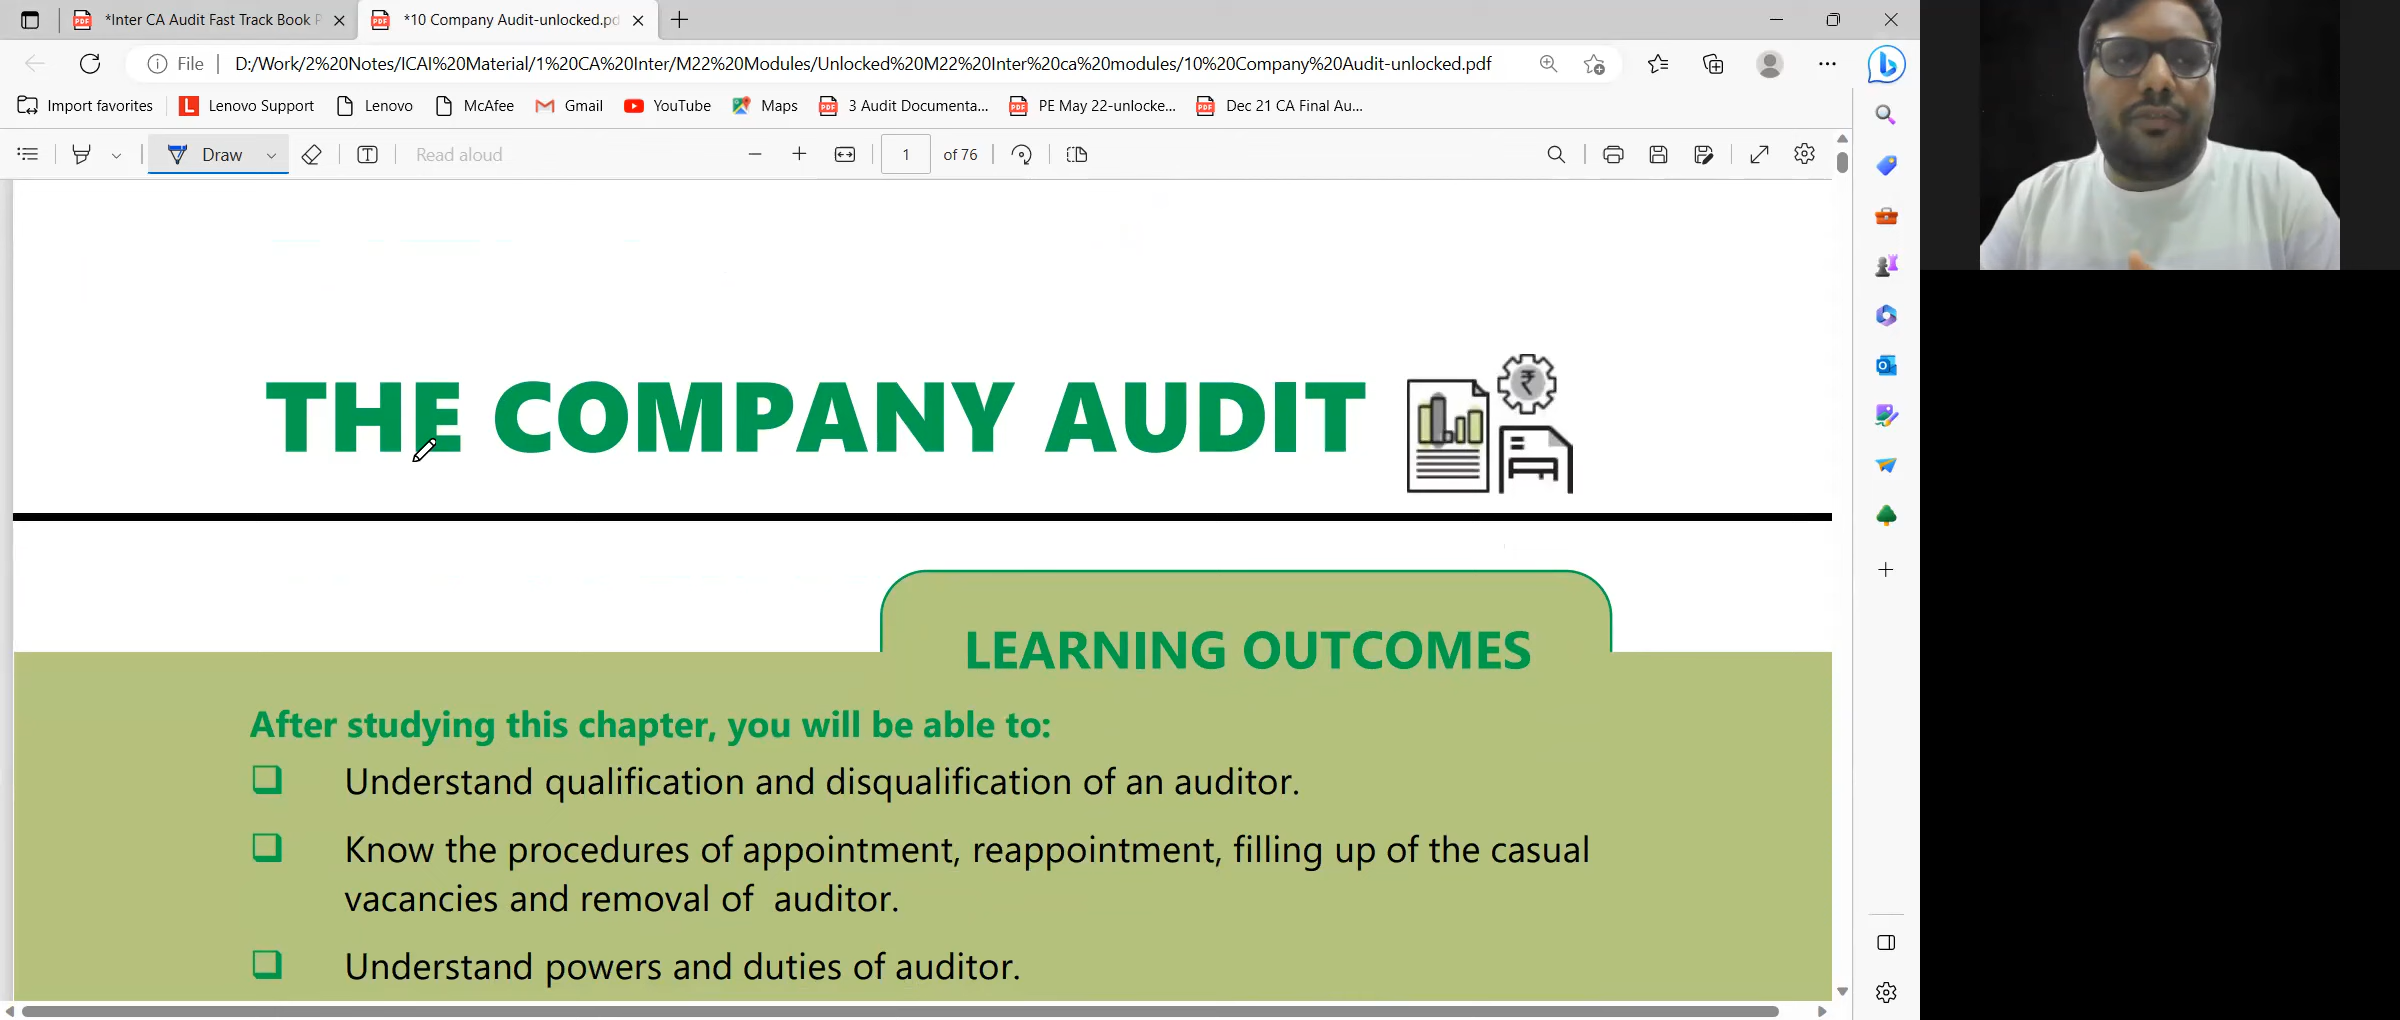 *Inter CA Audit Fast Track Book P
*10 Company Audit-unlocked.pd
File
D:/Work/2%20Notes/ICAI%20Material/1%20CA%20Inter/M22%20Modules/Unlocked%20M22%20Inter%20ca%20modules/10%20Company%20Audit-unlocked.pdf
Import favorites
L Lenovo Support
Lenovo
McAfee
Gmail
YouTube
Maps
3 Audit Documenta...
PE May 22-unlocke...
Dec 21 CA Final Au...
Draw
Read aloud
1 of 76
THE COMPANY AUDIT
LEARNING OUTCOMES
After studying this chapter, you will be able to:
Understand qualification and disqualification of an auditor.
Know the procedures of appointment, reappointment, filling up of the casual
vacancies and removal of auditor.
Understand powers and duties of auditor.